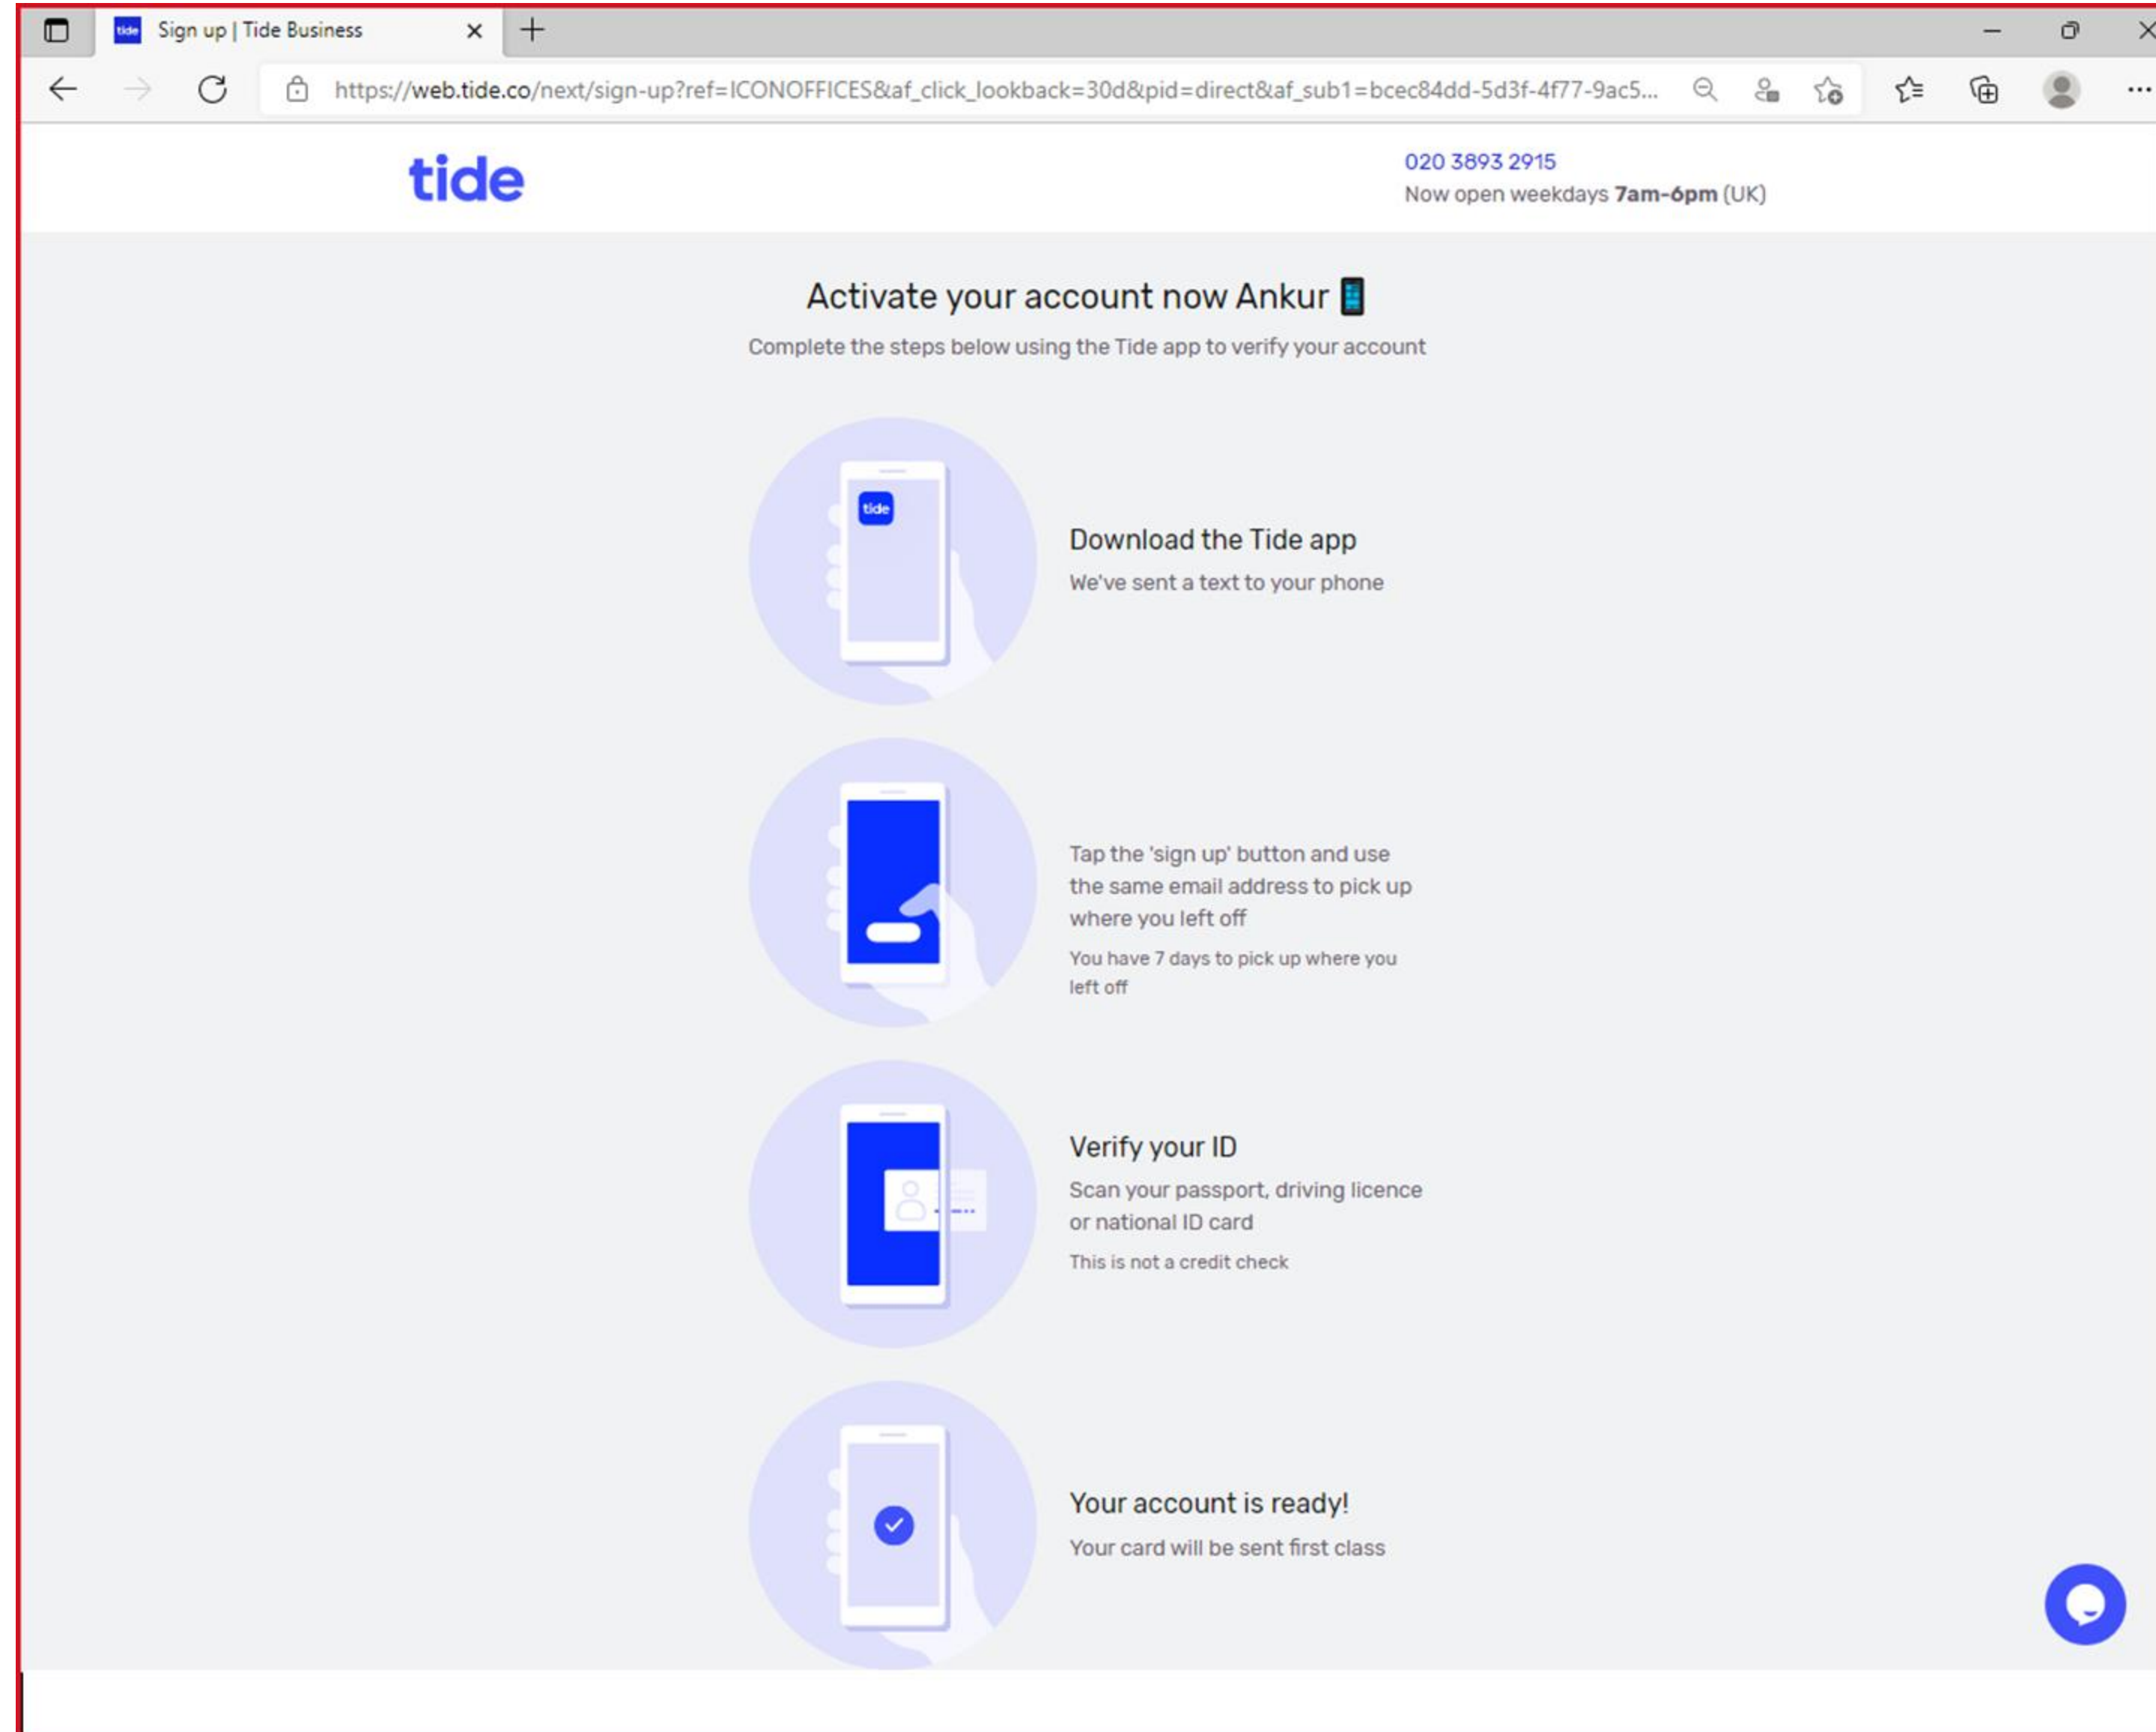 tide Sign up | Tide Business
https://web.tide.co/next/sign-up?ref=ICONOFFICES&af_click_lookback=30d&pid=direct&af_sub1=bcec84dd-5d3f-4f77-9ac5...
tide
020 3893 2915
Now open weekdays 7am-6pm (UK)
Activate your account now Ankur
Complete the steps below using the Tide app to verify your account
tide
Download the Tide app
We've sent a text to your phone
Tap the 'sign up' button and use
the same email address to pick up
where you left off
You have 7 days to pick up where you
left off
Verify your ID
Scan your passport, driving licence
or national ID card
This is not a credit check
Your account is ready!
Your card will be sent first class